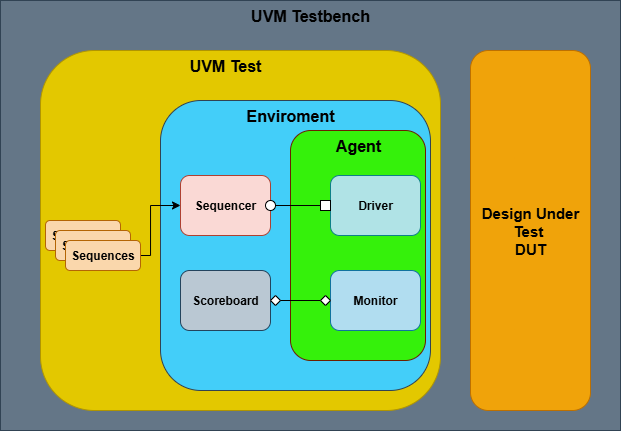 UVM Testbench
UVM Test
Enviroment
Agent
Sequencer
Driver
S
S
Sequences
Scoreboard
Monitor
Design Under
Test
DUT